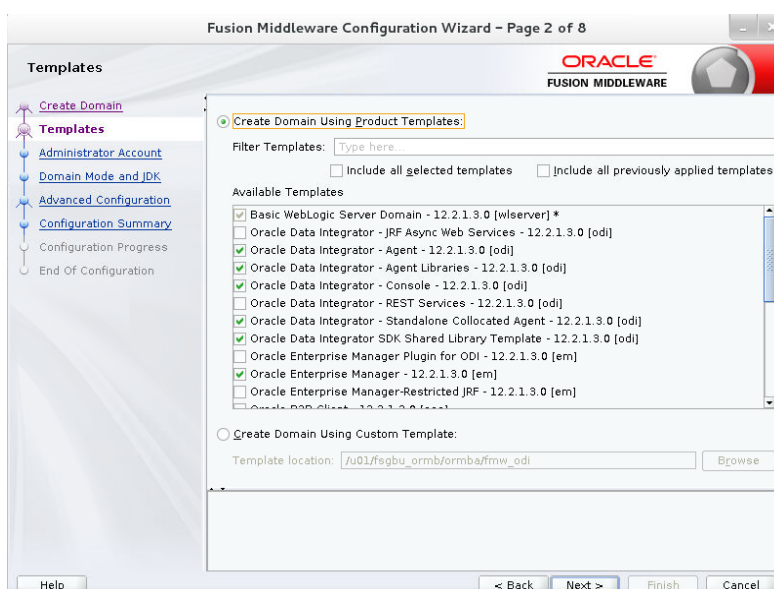 Fusion Middleware Configuration Wizard - Page 2 of 8
Templates
ORACLE
FUSION MIDDLEWARE
Create Domain
Templates
Administrator Account
Domain Mode and JDK
Advanced Configuration
Configuration Summary
Configuration Progress
End Of Configuration
Create Domain Using Product Templates:
Filter Templates: Type here...
Include all selected templates Include all previously applied templates
Available Templates
Basic WebLogic Server Domain - 12.2.1.3.0 [wlserver] *
Oracle Data Integrator - JRF Async Web Services - 12.2.1.3.0 [odi]
Oracle Data Integrator - Agent - 12.2.1.3.0 [odi]
Oracle Data Integrator - Agent Libraries - 12.2.1.3.0 [odi]
Oracle Data Integrator - Console - 12.2.1.3.0 [odi]
Oracle Data Integrator - REST Services - 12.2.1.3.0 [odi]
Oracle Data Integrator - Standalone Collocated Agent - 12.2.1.3.0 [odi]
Oracle Data Integrator SDK Shared Library Template - 12.2.1.3.0 [odi]
Oracle Enterprise Manager Plugin for ODI - 12.2.1.3.0 [em]
Oracle Enterprise Manager - 12.2.1.3.0 [em]
Oracle Enterprise Manager-Restricted JRF - 12.2.1.3.0 [em]
Create Domain Using Custom Template:
Template location: /u01/fsgbu_ormb/ormba/fmw_odi Browse
Help < Back Next > Finish Cancel